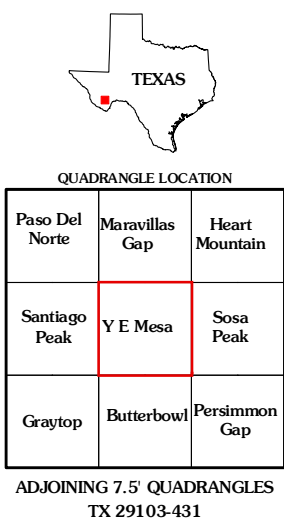 TEXAS
QUADRANGLE LOCATION
Paso Del
Norte
Maravillas
Gap
Heart
Mountain
Santiago
Peak
Y E Mesa
Sosa
Peak
Graytop
Butterbowl
Persimmon
Gap
ADJOINING 7.5' QUADRANGLES
TX 29103-431